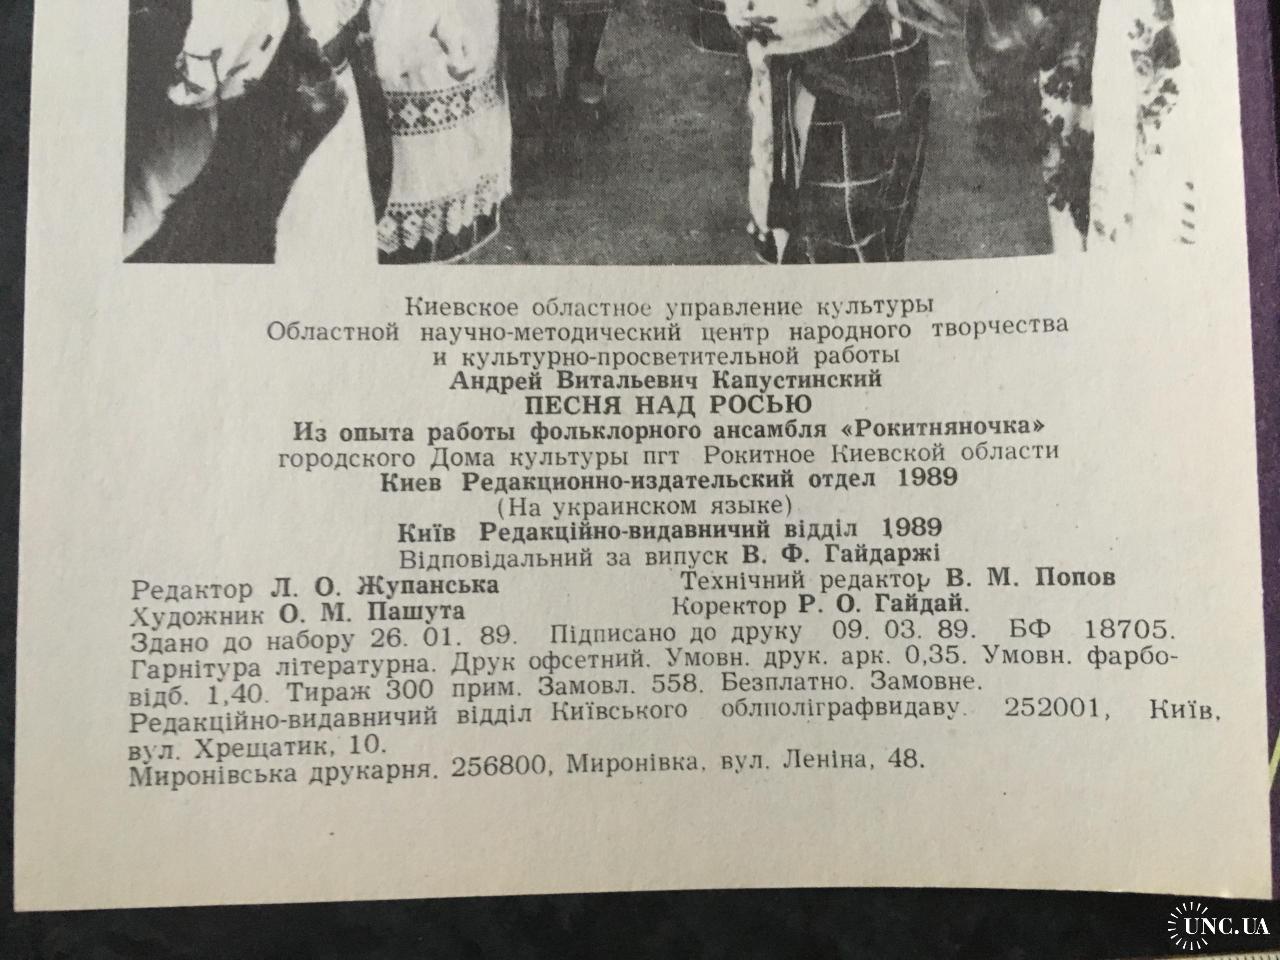 Киевское областное управление культуры
Областной научно-методический центр народного творчества
и культурно-просветительной работы
Андрей Витальевич Капустинский
ПЕСНЯ НАД РОСЬЮ
Из опыта работы фольклорного ансамбля «Рокитняночка»
городского Дома культуры пгт Рокитное Киевской области
Киев Редакционно-издательский отдел 1989
(На украинском языке)
Київ Редакційно-видавничий відділ 1989
Відповідальний за випуск В. Ф. Гайдаржі
Редактор Л. О. Жупанська Технічний редактор В. М. Попов
Художник О. М. Пашута Коректор Р. О. Гайдай.
Здано до набору 26. 01. 89. Підписано до друку 09. 03. 89. БФ 18705.
Гарнітура літературна. Друк офсетний. Умовн. друк. арк. 0,35. Умовн. фарбо-
відб. 1,40. Тираж 300 прим. Замовл. 558. Безплатно. Замовне.
Редакційно-видавничий відділ Київського облполіграфвидаву. 252001, Київ,
вул. Хрещатик, 10.
Миронівська друкарня. 256800, Миронівка, вул. Леніна, 48.
UNC.UA